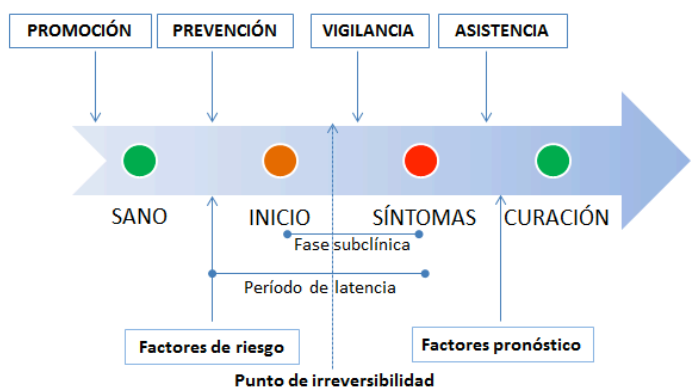 PROMOCIÓN
PREVENCIÓN
VIGILANCIA
ASISTENCIA
SANO
INICIO
SÍNTOMAS
CURACIÓN
Fase subclínica
Período de latencia
Factores de riesgo
Factores pronóstico
Punto de irreversibilidad